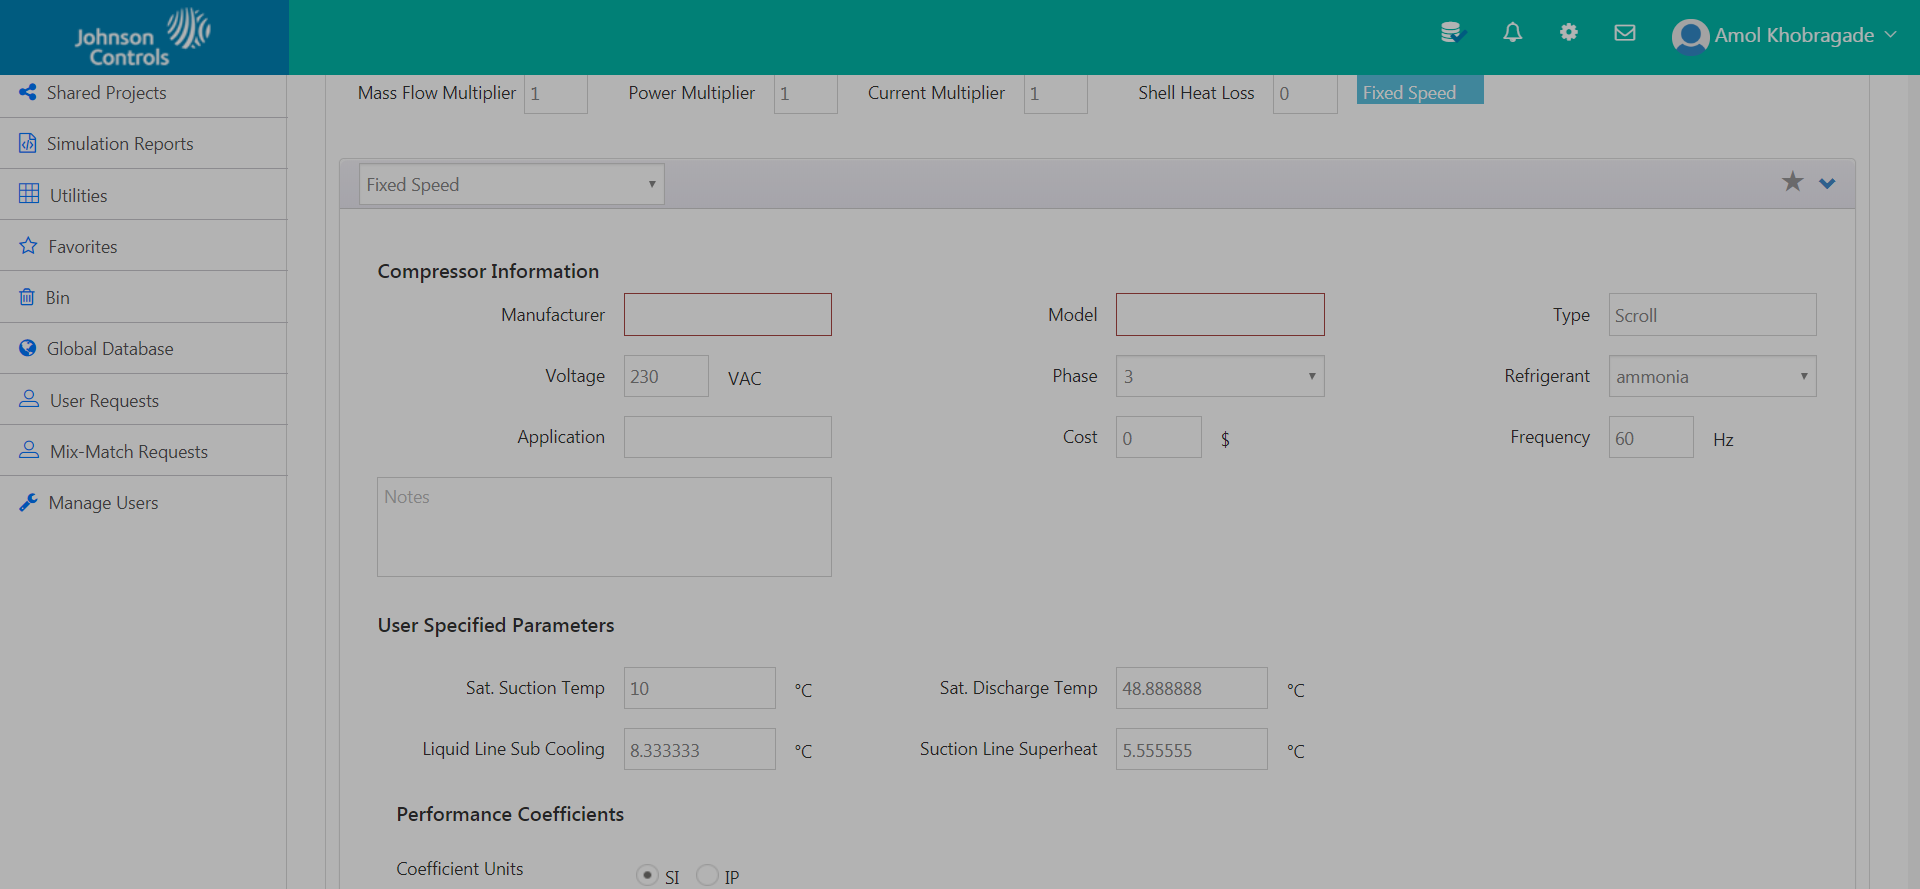 Johnson
Controls
Amol Khobragade
Shared Projects
Simulation Reports
Utilities
Favorites
Bin
Global Database
User Requests
Mix-Match Requests
Manage Users
Mass Flow Multiplier 1 Power Multiplier 1 Current Multiplier 1 Shell Heat Loss 0 Fixed Speed
Fixed Speed
Compressor Information
Manufacturer Model Type Scroll
Voltage 230 VAC Phase 3 Refrigerant ammonia
Application Cost 0 $ Frequency 60 Hz
Notes
User Specified Parameters
Sat. Suction Temp 10 °C Sat. Discharge Temp 48.888888 °C
Liquid Line Sub Cooling 8.333333 °C Suction Line Superheat 5.555555 °C
Performance Coefficients
Coefficient Units SI IP